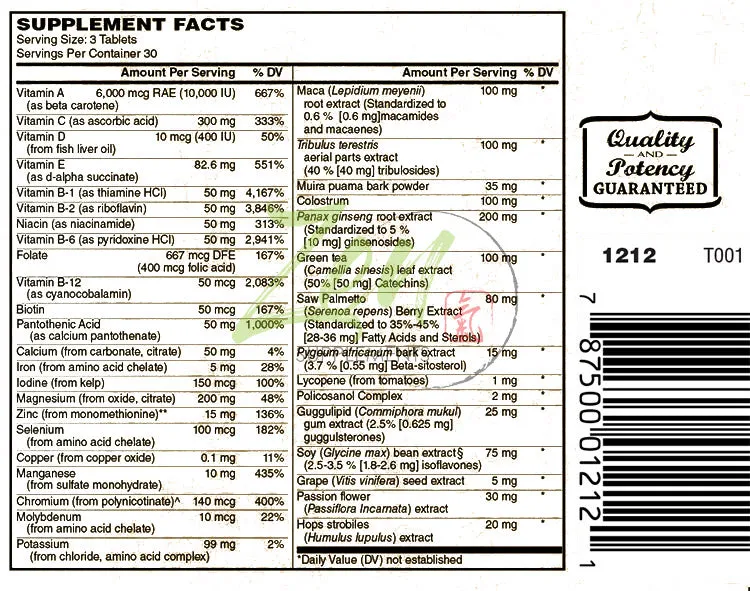 SUPPLEMENT FACTS
Serving Size: 3 Tablets
Servings Per Container 30
Amount Per Serving % DV
Vitamin A 6,000 mcg RAE (10,000 IU) 667%
(as beta carotene)
Vitamin C (as ascorbic acid) 300 mg 333%
Vitamin D 10 mcg (400 IU) 50%
(from fish liver oil)
Vitamin E 82.6 mg 551%
(as d-alpha succinate)
Vitamin B-1 (as thiamine HCl) 50 mg 4,167%
Vitamin B-2 (as riboflavin) 50 mg 3,846%
Niacin (as niacinamide) 50 mg 313%
Vitamin B-6 (as pyridoxine HCl) 50 mg 2,941%
Folate 667 mcg DFE 167%
(400 mcg folic acid)
Vitamin B-12 50 mcg 2,083%
(as cyanocobalamin)
Biotin 50 mcg 167%
Pantothenic Acid 50 mg 1,000%
(as calcium pantothenate)
Calcium (from carbonate, citrate) 50 mg 4%
Iron (from amino acid chelate) 5 mg 28%
Iodine (from kelp) 150 mcg 100%
Magnesium (from oxide, citrate) 200 mg 48%
Zinc (from monomethionine)** 15 mg 136%
Selenium 100 mcg 182%
(from amino acid chelate)
Copper (from copper oxide) 0.1 mg 11%
Manganese 10 mg 435%
(from sulfate monohydrate)
Chromium (from polynicotinate)^ 140 mcg 400%
Molybdenum 10 mcg 22%
(from amino acid chelate)
Potassium 99 mg 2%
(from chloride, amino acid complex)
Amount Per Serving % DV
Maca (Lepidium meyenii) 100 mg *
root extract (Standardized to
0.6 % [0.6 mg]macamides
and macaenes)
Tribulus terestris 100 mg *
aerial parts extract
(40 % [40 mg] tribulosides)
Muira puama bark powder 35 mg *
Colostrum 100 mg *
Panax ginseng root extract 200 mg *
(Standardized to 5 %
[10 mg] ginsenosides)
Green tea 100 mg *
(Camellia sinesis) leaf extract
(50% [50 mg] Catechins)
Saw Palmetto 80 mg *
(Serenoa repens) Berry Extract
(Standardized to 35%-45%
[28-36 mg] Fatty Acids and Sterols)
Pygeum africanum bark extract 15 mg *
(3.7 % [0.55 mg] Beta-sitosterol)
Lycopene (from tomatoes) 1 mg *
Policosanol Complex 2 mg *
Guggulipid (Commiphora mukul) 25 mg *
gum extract (2.5% [0.625 mg]
guggulsterones)
Soy (Glycine max) bean extract§ 75 mg *
(2.5-3.5 % [1.8-2.6 mg] isoflavones)
Grape (Vitis vinifera) seed extract 5 mg *
Passion flower 30 mg *
(Passiflora Incarnata) extract
Hops strobiles 20 mg *
(Humulus lupulus) extract
*Daily Value (DV) not established
Quality
AND
Potency
GUARANTEED
1212 T001
7 87500 01212 1
氣